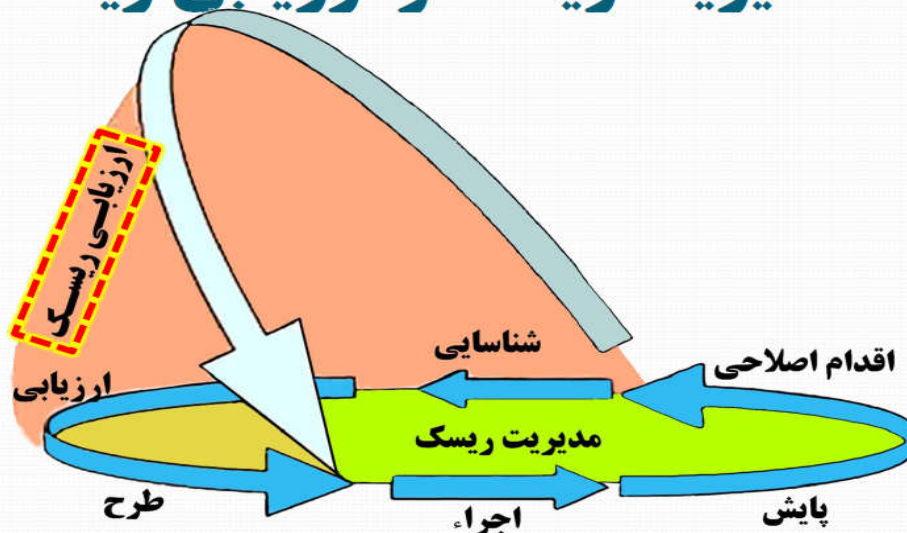 ارزیابی ریسک
شناسایی
اقدام اصلاحی
ارزیابی
مدیریت ریسک
طرح
اجراء
پایش